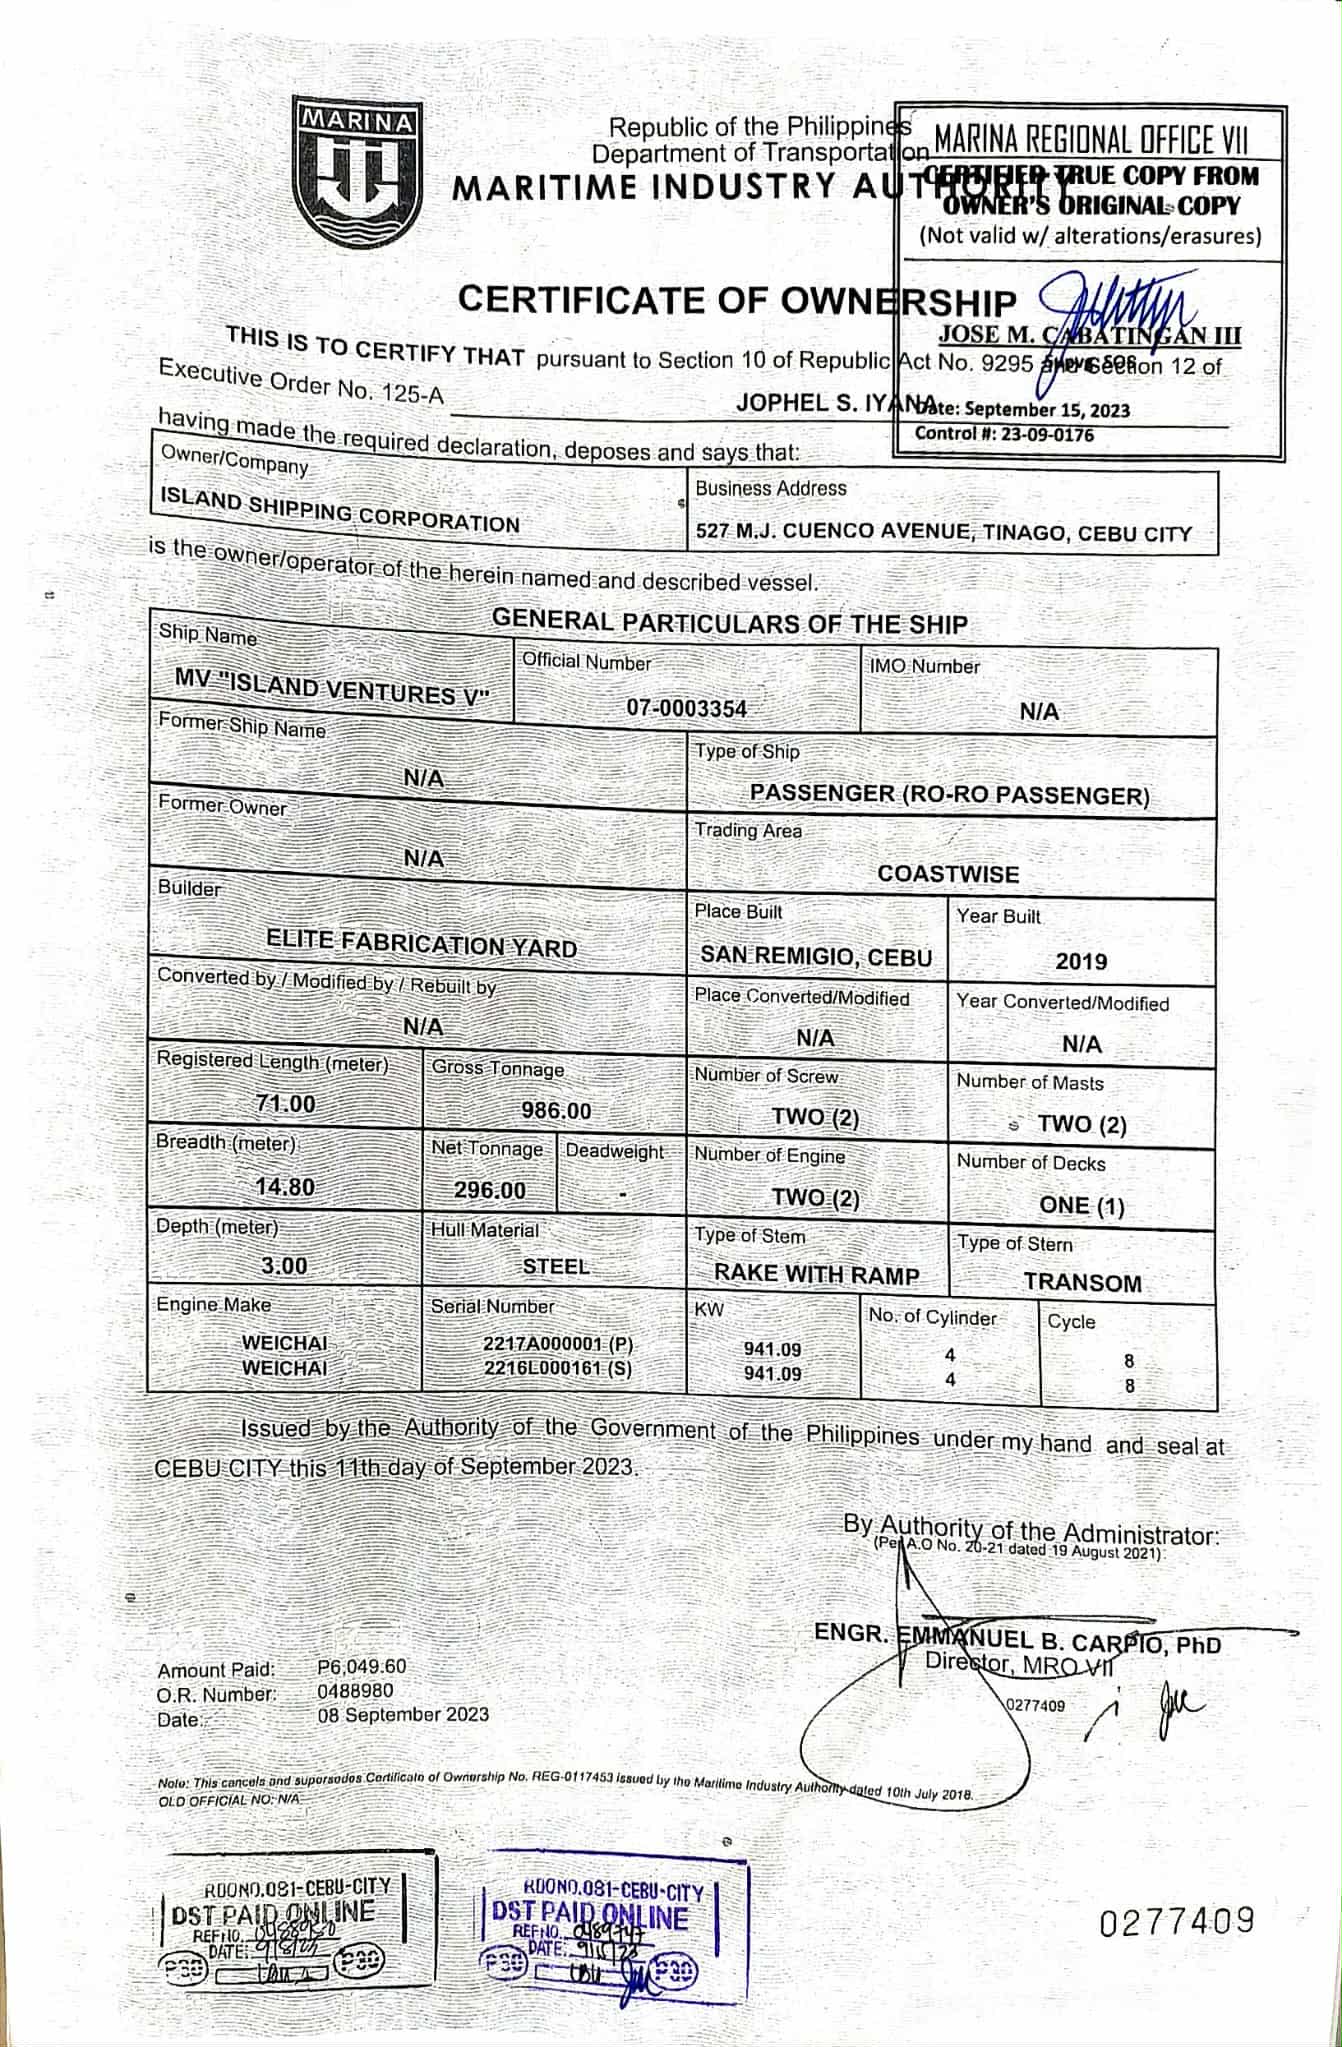 MARINA
Republic of the Philippines
Department of Transportation
MARITIME INDUSTRY AUTHORITY
MARINA REGIONAL OFFICE VII
CERTIFIED TRUE COPY FROM
OWNER'S ORIGINAL COPY
(Not valid w/ alterations/erasures)
JOSE M. CABATINGAN III
Date: September 15, 2023
Control #: 23-09-0176
CERTIFICATE OF OWNERSHIP
THIS IS TO CERTIFY THAT pursuant to Section 10 of Republic Act No. 9295 and Section 12 of
Executive Order No. 125-A JOPHEL S. IYANA
having made the required declaration, deposes and says that:
Owner/Company
ISLAND SHIPPING CORPORATION
Business Address
527 M.J. CUENCO AVENUE, TINAGO, CEBU CITY
is the owner/operator of the herein named and described vessel.
GENERAL PARTICULARS OF THE SHIP
Ship Name
MV "ISLAND VENTURES V"
Official Number
07-0003354
IMO Number
N/A
Former Ship Name
N/A
Type of Ship
PASSENGER (RO-RO PASSENGER)
Former Owner
N/A
Trading Area
COASTWISE
Builder
ELITE FABRICATION YARD
Place Built
SAN REMIGIO, CEBU
Year Built
2019
Converted by / Modified by / Rebuilt by
N/A
Place Converted/Modified
N/A
Year Converted/Modified
N/A
Registered Length (meter)
71.00
Gross Tonnage
986.00
Number of Screw
TWO (2)
Number of Masts
TWO (2)
Breadth (meter)
14.80
Net Tonnage
296.00
Deadweight
-
Number of Engine
TWO (2)
Number of Decks
ONE (1)
Depth (meter)
3.00
Hull Material
STEEL
Type of Stem
RAKE WITH RAMP
Type of Stern
TRANSOM
Engine Make
WEICHAI
WEICHAI
Serial Number
2217A000001 (P)
2216L000161 (S)
KW
941.09
941.09
No. of Cylinder
4
4
Cycle
8
8
Issued by the Authority of the Government of the Philippines under my hand and seal at
CEBU CITY this 11th day of September 2023.
By Authority of the Administrator:
(Per A.O No. 20-21 dated 19 August 2021)
ENGR. EMMANUEL B. CARPIO, PhD
Director, MRO VII
0277409
Amount Paid: P6,049.60
O.R. Number: 0488980
Date: 08 September 2023
Note: This cancels and supersedes Certificate of Ownership No. REG-0117453 issued by the Maritime Industry Authority dated 10th July 2018.
OLD OFFICIAL NO: N/A
RDO NO. 081-CEBU-CITY
DST PAID ONLINE
REF NO. 0488980
DATE: 9/8/23
P30
P30
RDO NO. 081-CEBU-CITY
DST PAID ONLINE
REF NO. 0489747
DATE: 9/15/23
P30
P30
0277409